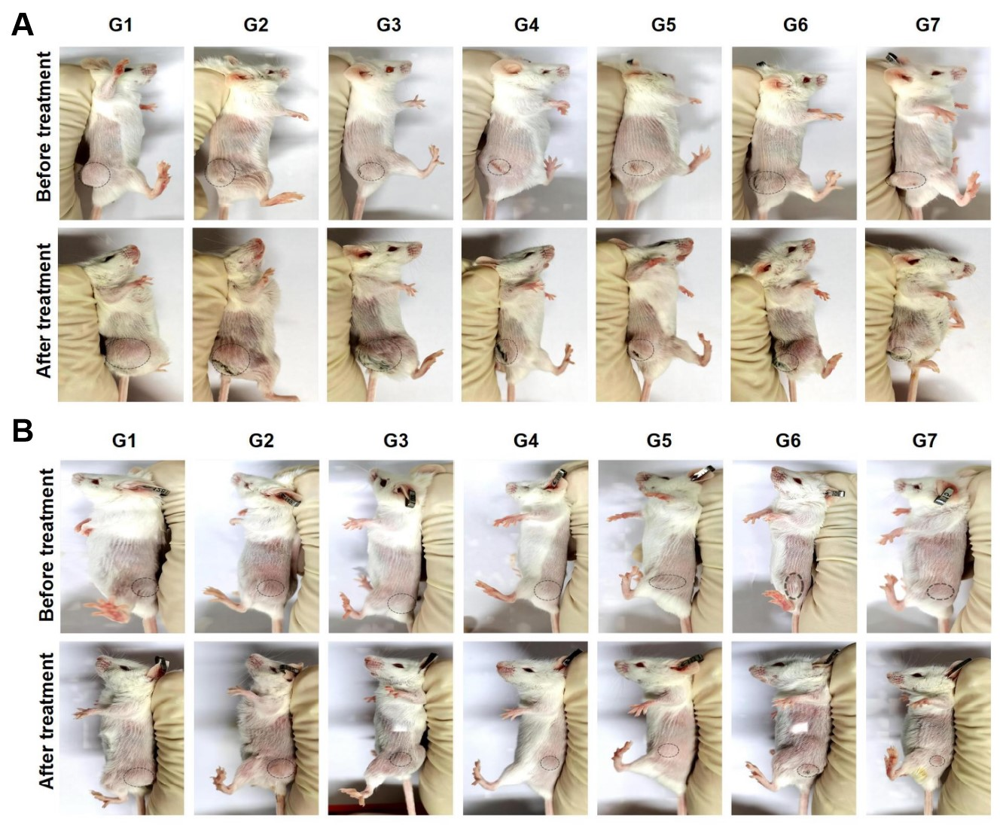 A
G1 G2 G3 G4 G5 G6 G7
Before treatment
After treatment
B
G1 G2 G3 G4 G5 G6 G7
Before treatment
After treatment